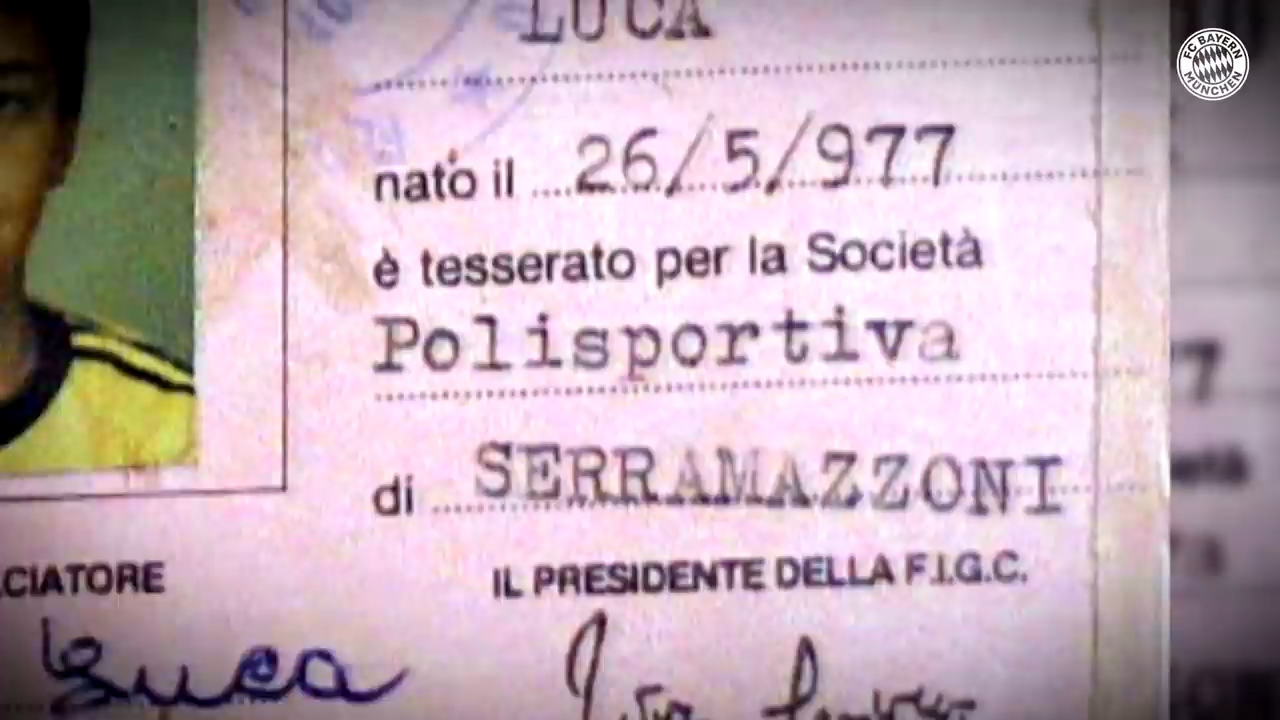 LUCA
FC BAYERN
MÜNCHEN
nato il 26/5/977
è tesserato per la Società
Polisportiva
7
di SERRAMAZZONI
CIATORE
IL PRESIDENTE DELLA F.I.G.C.
Luca